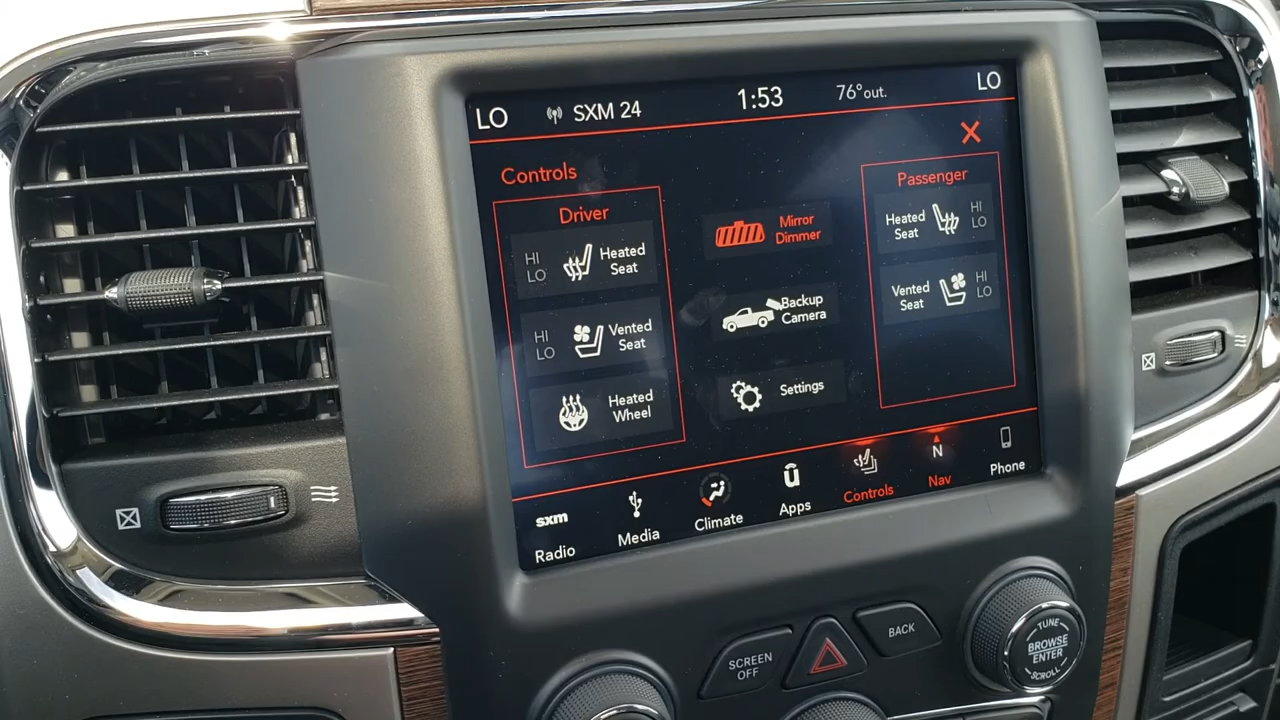 LO SXM 24 1:53 76°out. LO
X
Controls
Driver
HI
LO
Heated
Seat
HI
LO
Vented
Seat
Heated
Wheel
Mirror
Dimmer
Backup
Camera
Settings
Passenger
Heated
Seat
HI
LO
Vented
Seat
HI
LO
sxm
Radio
Media
Climate
Apps
Controls
N
Nav
Phone
SCREEN
OFF
BACK
TUNE
BROWSE
ENTER
SCROLL